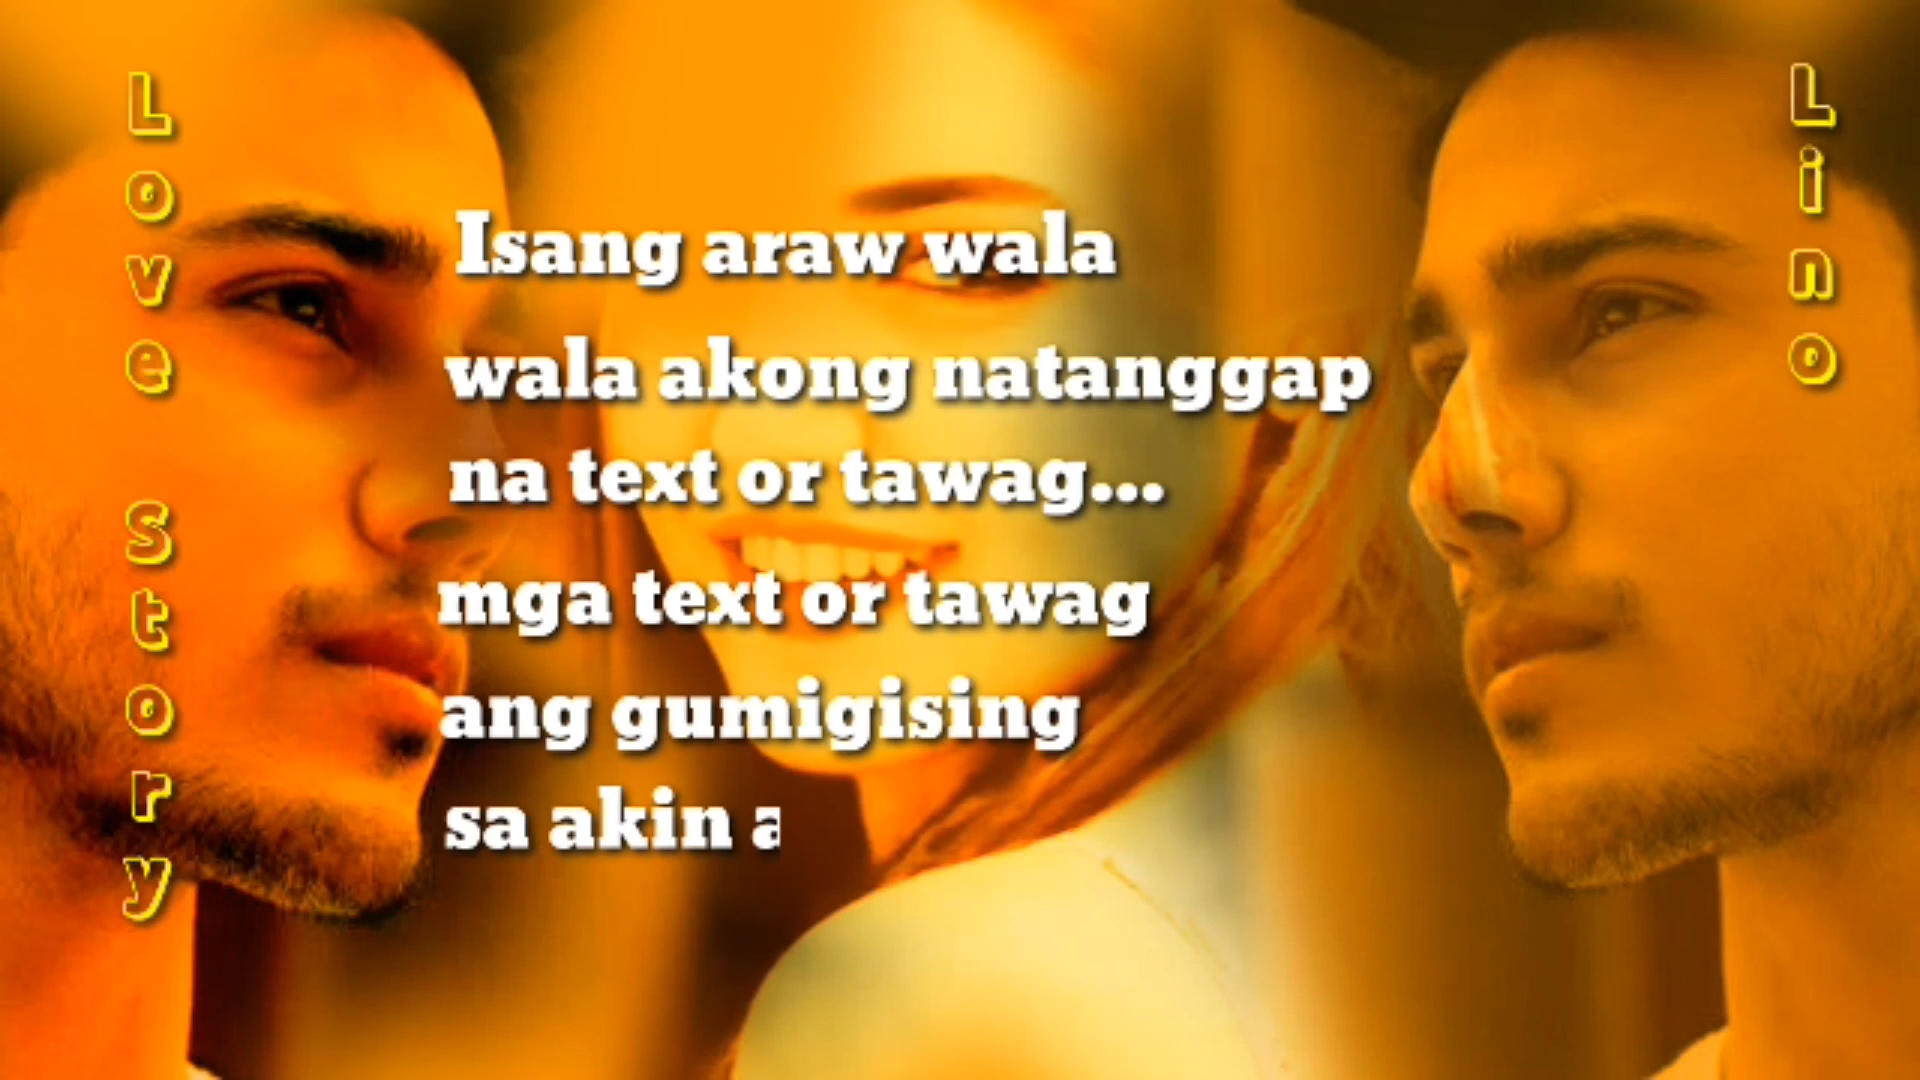 Love Story
Isang araw wala
wala akong natanggap
na text or tawag...
mga text or tawag
ang gumigising
sa akin a
Lino